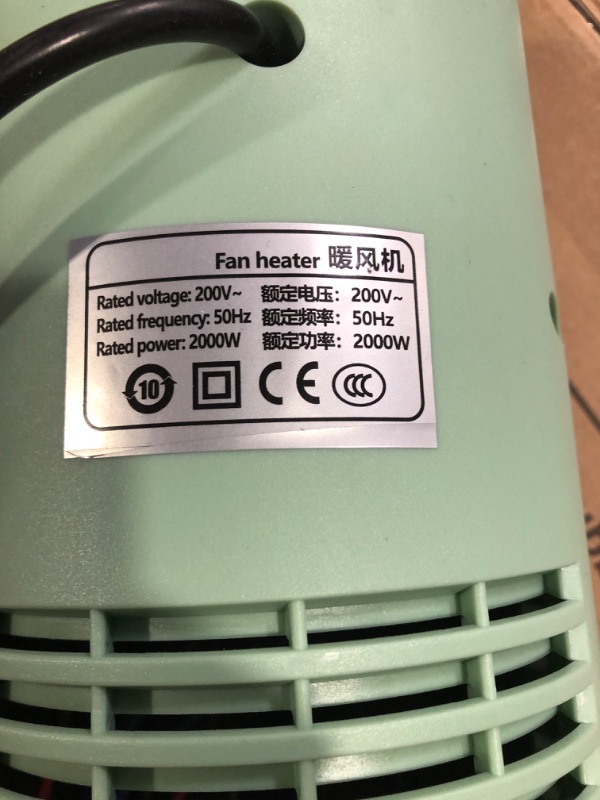 Fan heater 暖风机
Rated voltage: 200V~ 额定电压: 200V~
Rated frequency: 50Hz 额定频率: 50Hz
Rated power: 2000W 额定功率: 2000W
10 CE CCC